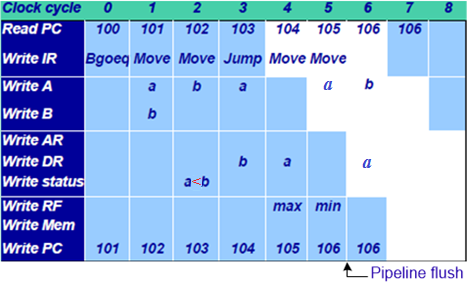 Clock cycle 0 1 2 3 4 5 6 7 8
Read PC 100 101 102 103 104 105 106 106
Write IR Bgoeq Move Move Jump Move Move
Write A a b a a b
Write B b
Write AR
Write DR b a a
Write status a<b
Write RF max min
Write Mem
Write PC 101 102 103 104 105 106 106
Pipeline flush